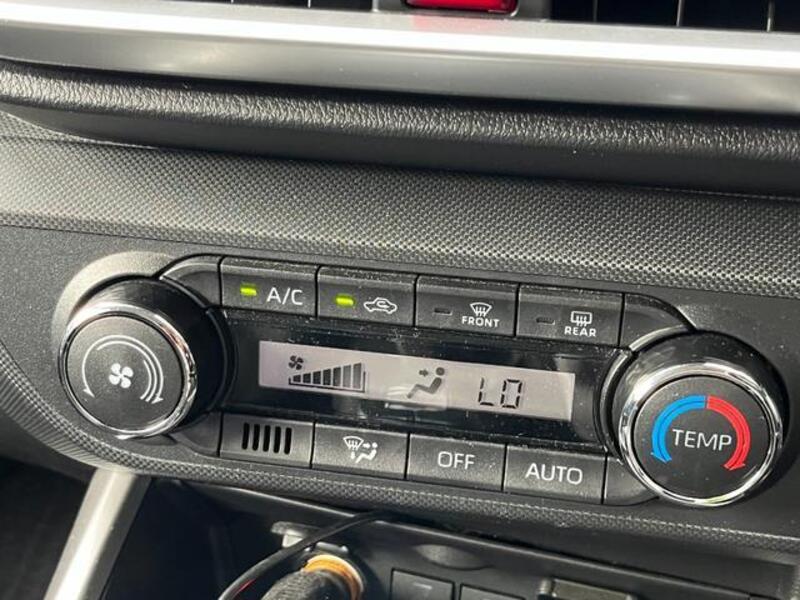 A/C
FRONT
REAR
LO
TEMP
OFF
AUTO